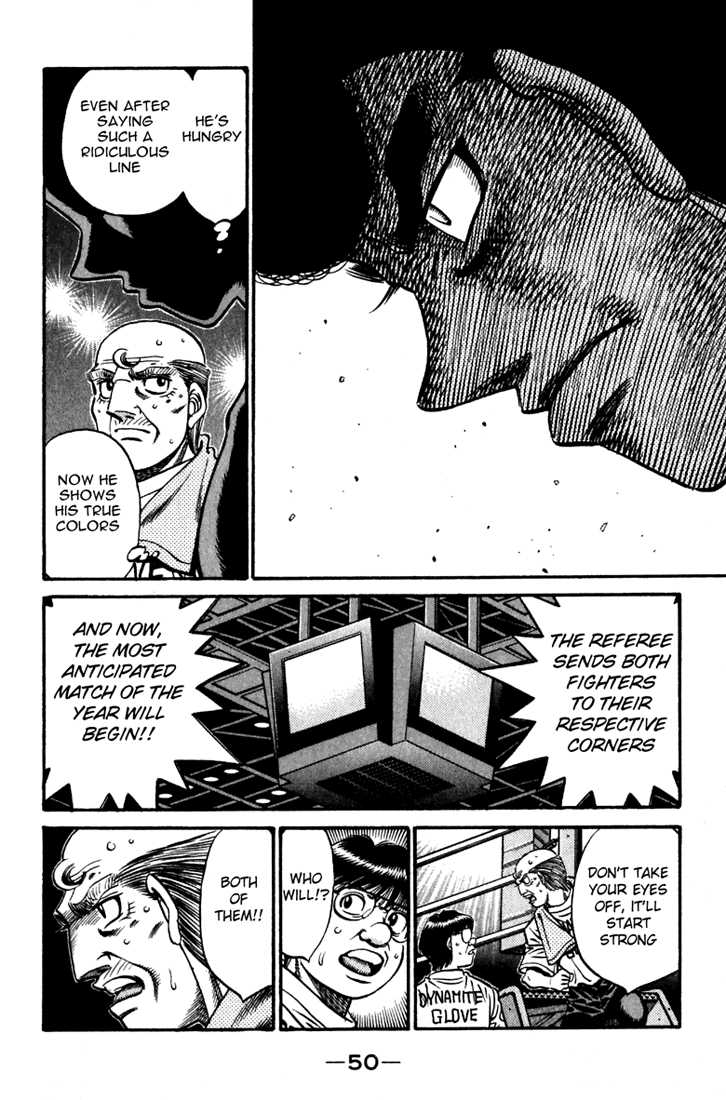 HE'S
HUNGRY
EVEN AFTER
SAYING
SUCH A
RIDICULOUS
LINE
NOW HE
SHOWS
HIS TRUE
COLORS
THE REFEREE
SENDS BOTH
FIGHTERS
TO THEIR
RESPECTIVE
CORNERS
AND NOW,
THE MOST
ANTICIPATED
MATCH OF THE
YEAR WILL
BEGIN!!
DON'T TAKE
YOUR EYES
OFF, IT'LL
START
STRONG
DYNAMITE
GLOVE
WHO
WILL!?
BOTH
OF
THEM!!
—50—